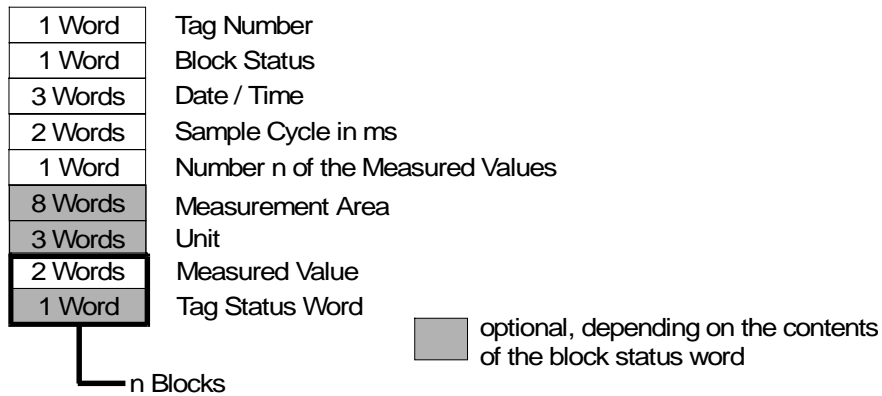 1 Word Tag Number
1 Word Block Status
3 Words Date / Time
2 Words Sample Cycle in ms
1 Word Number n of the Measured Values
8 Words Measurement Area
3 Words Unit
2 Words Measured Value
1 Word Tag Status Word
optional, depending on the contents
of the block status word
n Blocks